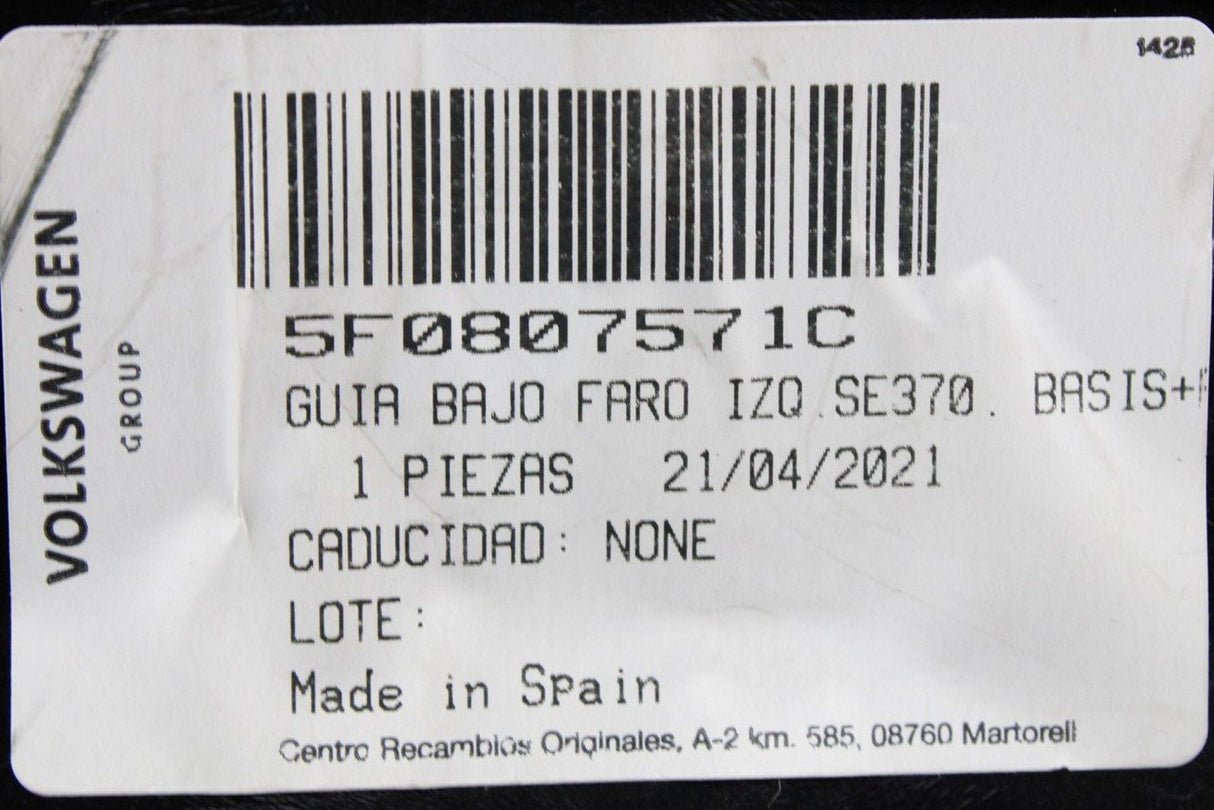 VOLKSWAGEN
GROUP
5F0807571C
GUIA BAJO FARO IZQ.SE370. BASIS+
1 PIEZAS 21/04/2021
CADUCIDAD: NONE
LOTE:
Made in Spain
Centro Recambios Originales, A-2 km. 585, 08760 Martorell